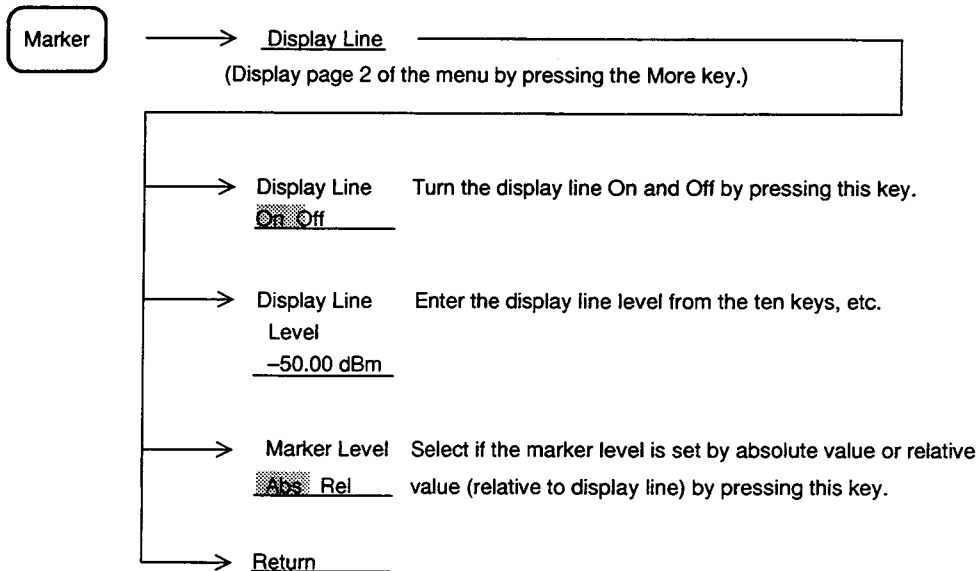 Marker
Display Line
(Display page 2 of the menu by pressing the More key.)
Display Line Turn the display line On and Off by pressing this key.
On Off
Display Line Enter the display line level from the ten keys, etc.
Level
–50.00 dBm
Marker Level Select if the marker level is set by absolute value or relative
Abs Rel value (relative to display line) by pressing this key.
Return